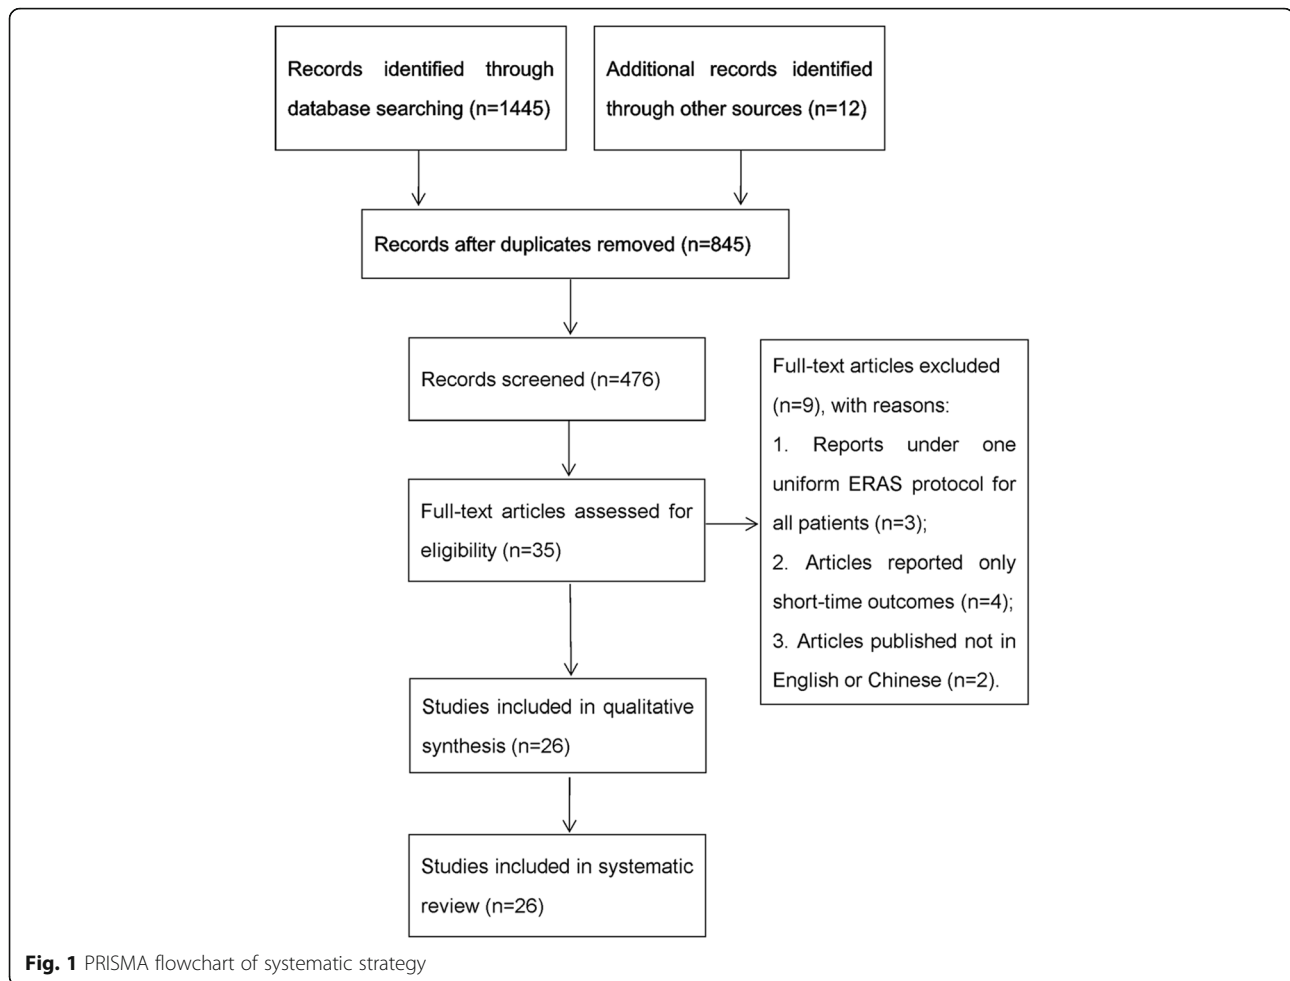 Records identified through
database searching (n=1445)
Additional records identified
through other sources (n=12)
Records after duplicates removed (n=845)
Records screened (n=476)
Full-text articles assessed for
eligibility (n=35)
Full-text articles excluded
(n=9), with reasons:
1. Reports under one
uniform ERAS protocol for
all patients (n=3);
2. Articles reported only
short-time outcomes (n=4);
3. Articles published not in
English or Chinese (n=2).
Studies included in qualitative
synthesis (n=26)
Studies included in systematic
review (n=26)
Fig. 1 PRISMA flowchart of systematic strategy